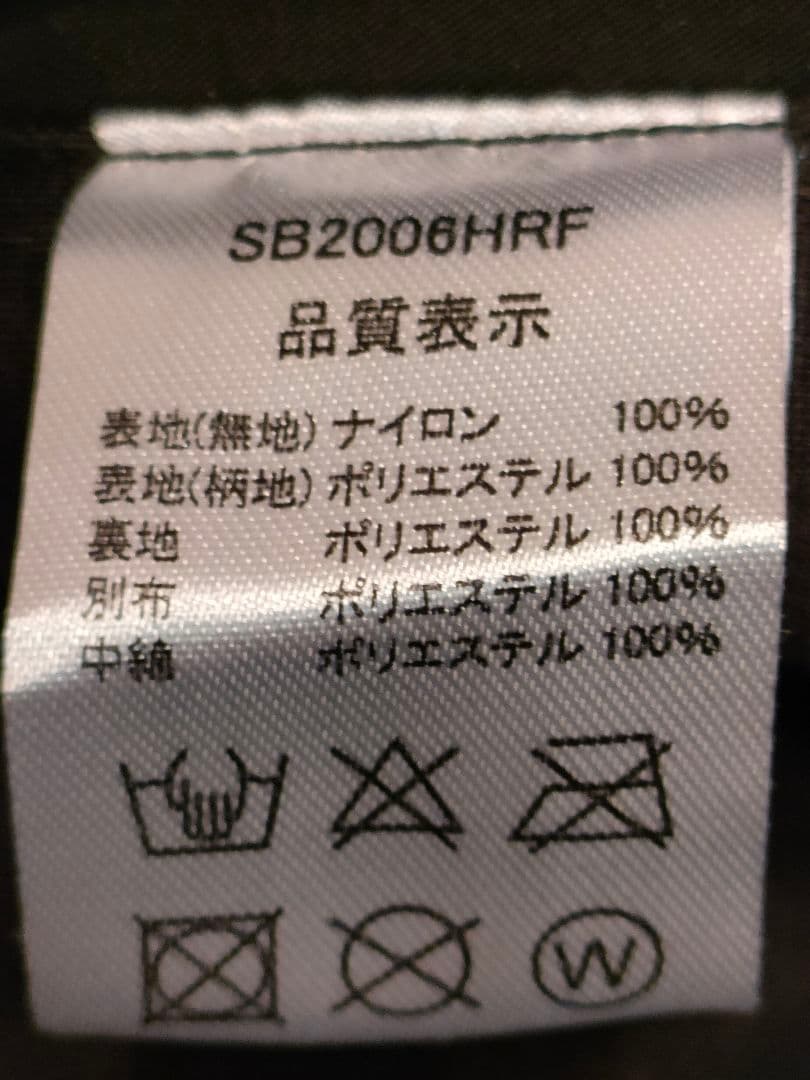 SB2006HRF
品質表示
表地(無地) ナイロン 100%
表地(柄地) ポリエステル 100%
裏地 ポリエステル 100%
別布 ポリエステル 100%
中綿 ポリエステル 100%
W